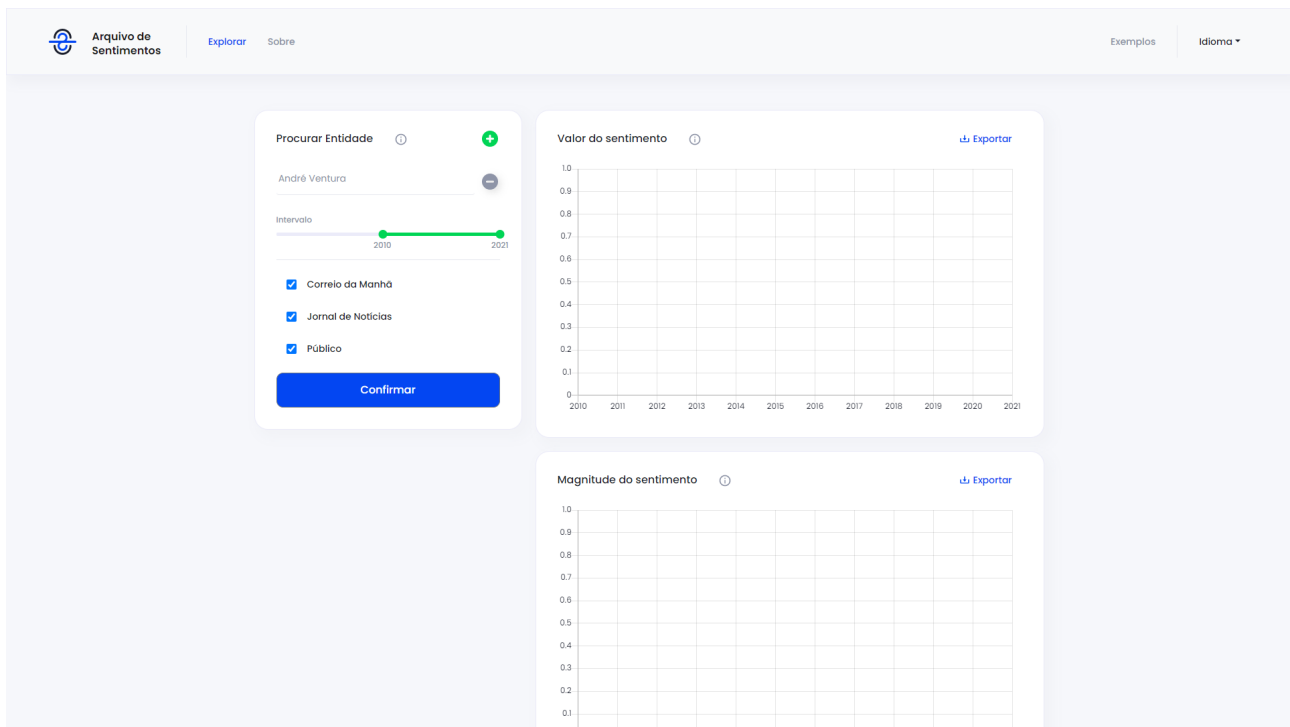 Arquivo de
Sentimentos
Explorar
Sobre
Exemplos
Idioma
Procurar Entidade
André Ventura
Intervalo
2010
2021
Correio da Manhã
Jornal de Notícias
Público
Confirmar
Valor do sentimento
Exportar
1.0
0.9
0.8
0.7
0.6
0.5
0.4
0.3
0.2
0.1
0
2010 2011 2012 2013 2014 2015 2016 2017 2018 2019 2020 2021
Magnitude do sentimento
Exportar
1.0
0.9
0.8
0.7
0.6
0.5
0.4
0.3
0.2
0.1